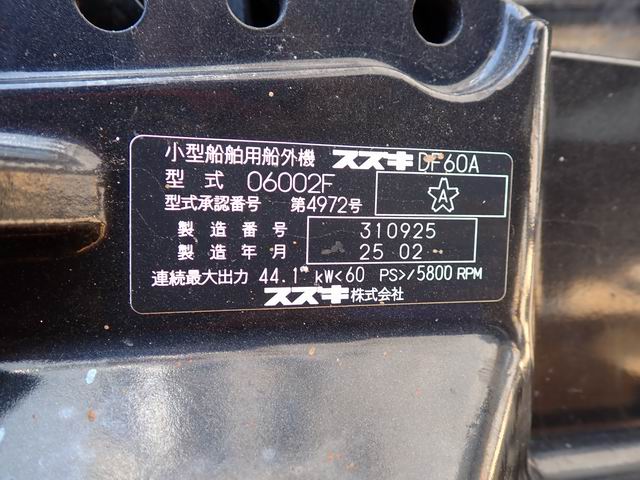 小型船舶用船外機 スズキ DF60A
型式 06002F
A
型式承認番号 第4972号
製造番号 310925
製造年月 25 02
連続最大出力 44.1 kW<60 PS>/5800 RPM
スズキ株式会社